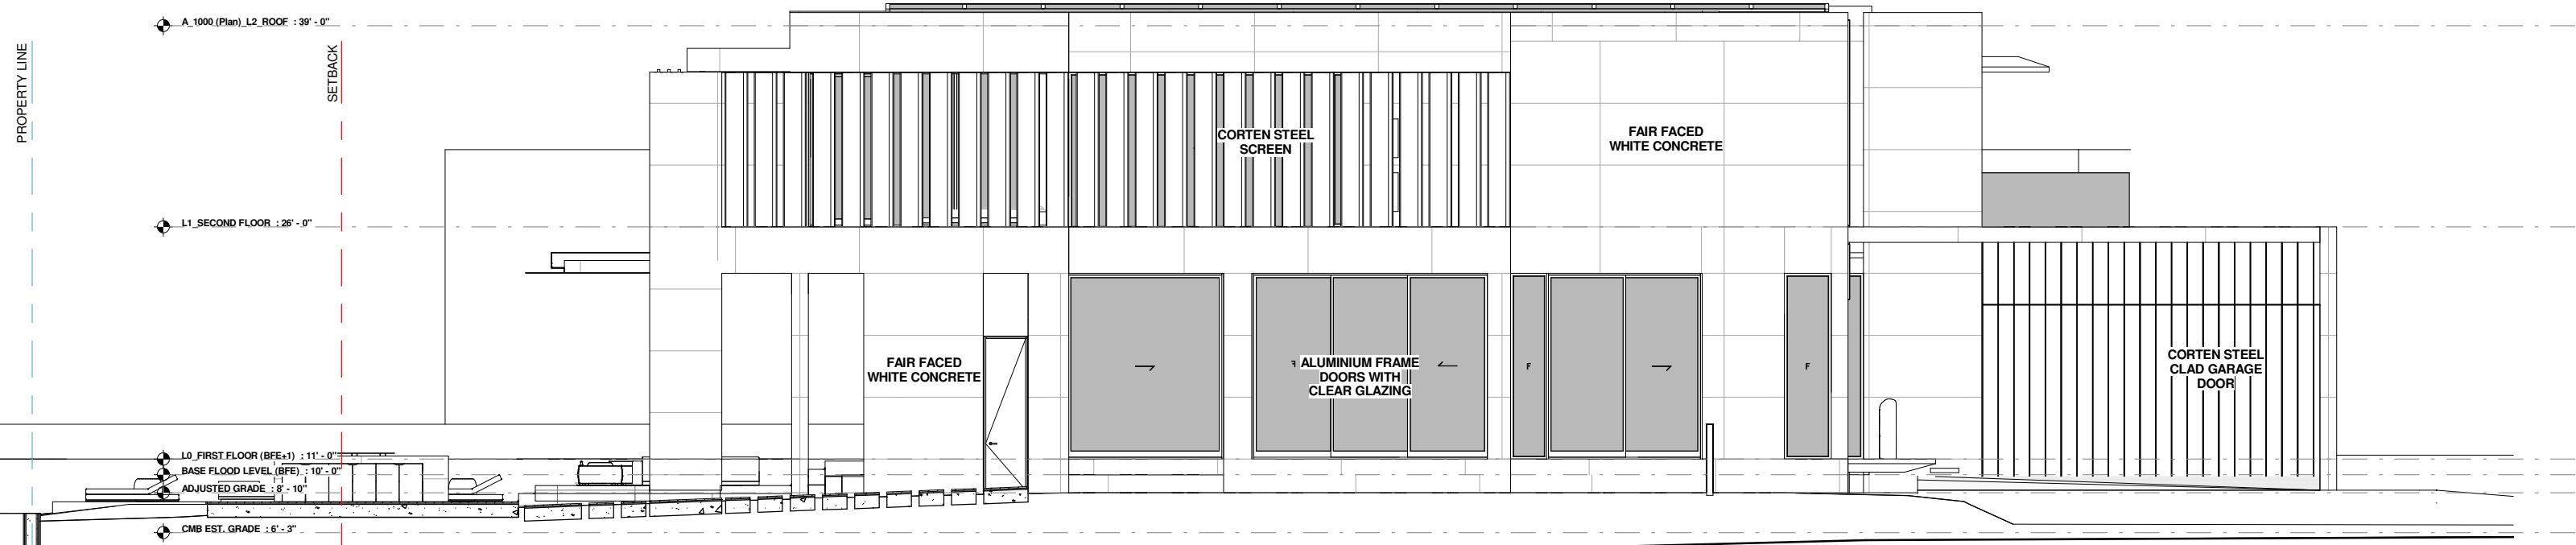 A_1000 (Plan)_L2_ROOF : 39' - 0"
PROPERTY LINE
SETBACK
CORTEN STEEL
SCREEN
FAIR FACED
WHITE CONCRETE
L1_SECOND FLOOR : 26' - 0"
FAIR FACED
WHITE CONCRETE
ALUMINIUM FRAME
DOORS WITH
CLEAR GLAZING
F
F
CORTEN STEEL
CLAD GARAGE
DOOR
L0_FIRST FLOOR (BFE+1) : 11' - 0"
BASE FLOOD LEVEL (BFE) : 10' - 0"
ADJUSTED GRADE : 8' - 10"
CMB EST. GRADE : 6' - 3"